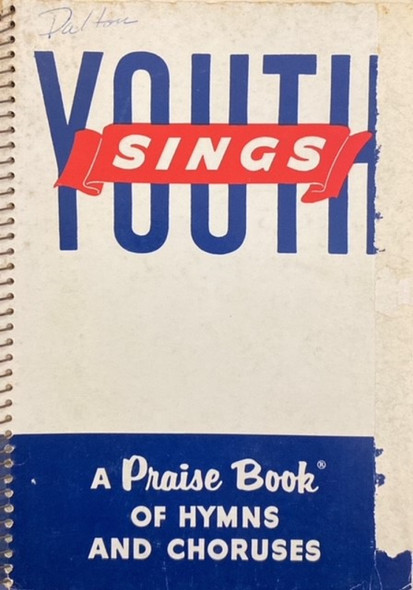 Dalton
YOUTH
SINGS
A Praise Book®
OF HYMNS
AND CHORUSES